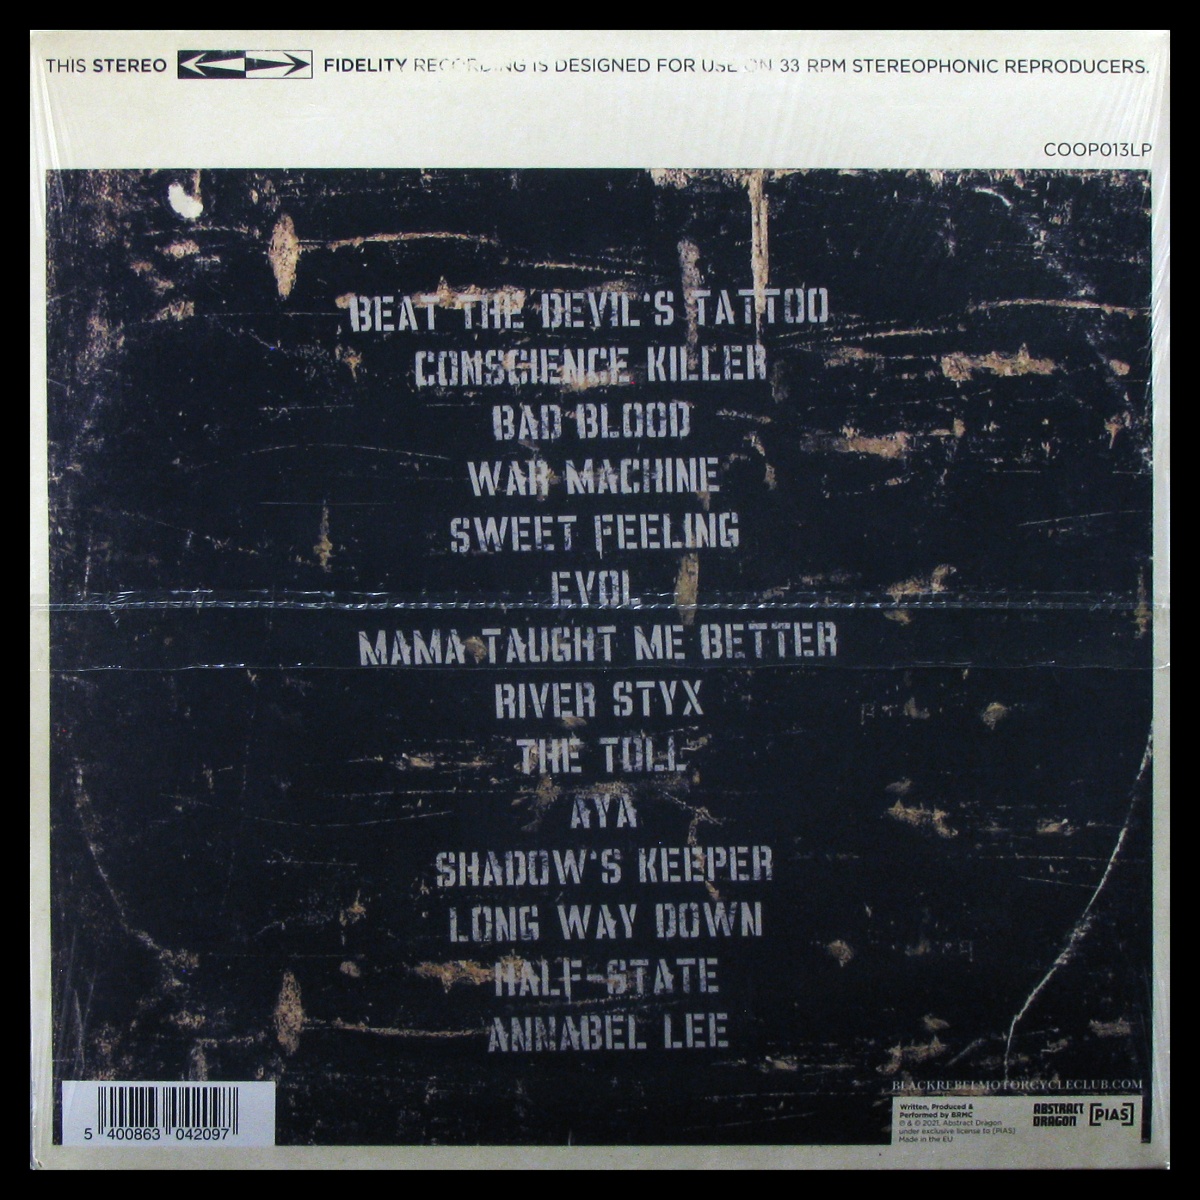 THIS STEREO FIDELITY RECORDING IS DESIGNED FOR USE ON 33 RPM STEREOPHONIC REPRODUCERS.
COOP013LP
BEAT THE DEVIL'S TATTOO
CONSCIENCE KILLER
BAD BLOOD
WAR MACHINE
SWEET FEELING
EVOL
MAMA TAUGHT ME BETTER
RIVER STYX
THE TOLL
AYA
SHADOW'S KEEPER
LONG WAY DOWN
HALF-STATE
ANNABEL LEE
BLACKREBELMOTORCYCLECLUB.COM
Written, Produced &
Performed by BRMC
℗ & © 2021, Abstract Dragon
under exclusive license to [PIAS]
Made in the EU
ABSTRACT
DRAGON
[PIAS]
5 400863 042097